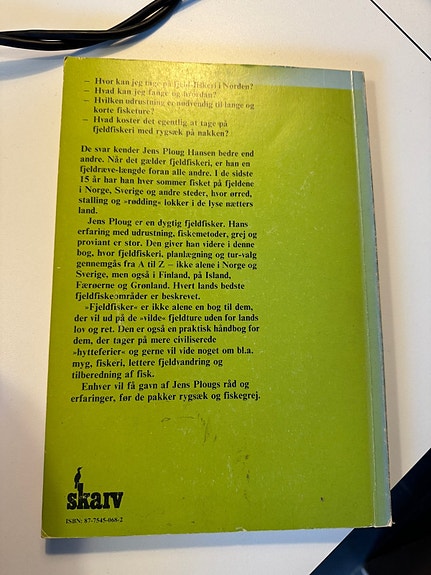 – Hvor kan jeg tage på fjeldfiskeri i Norden?
– Hvad kan jeg fange og hvordan?
– Hvilken udrustning er nødvendig til lange og
korte fisketure?
– Hvad koster det egentlig at tage på
fjeldfiskeri med rygsæk på nakken?
De svar kender Jens Ploug Hansen bedre end
andre. Når det gælder fjeldfiskeri, er han en
fjeldræve-længde foran alle andre. I de sidste
15 år har han hver sommer fisket på fjeldene
i Norge, Sverige og andre steder, hvor ørred,
stalling og »rødding« lokker i de lyse nætters
land.
Jens Ploug er en dygtig fjeldfisker. Hans
erfaring med udrustning, fiskemetoder, grej og
proviant er stor. Den giver han videre i denne
bog, hvor fjeldfiskeri, planlægning og tur-valg
gennemgås fra A til Z – ikke alene i Norge og
Sverige, men også i Finland, på Island,
Færøerne og Grønland. Hvert lands bedste
fjeldfiskeområder er beskrevet.
»Fjeldfisker« er ikke alene en bog til dem,
der vil ud på de »vilde« fjeldture uden for lands
lov og ret. Den er også en praktisk håndbog for
dem, der tager på mere civiliserede
»hytteferier« og gerne vil vide noget om bl.a.
myg, fiskeri, lettere fjeldvandring og
tilberedning af fisk.
Enhver vil få gavn af Jens Plougs råd og
erfaringer, før de pakker rygsæk og fiskegrej.
skarv
ISBN: 87-7545-068-2